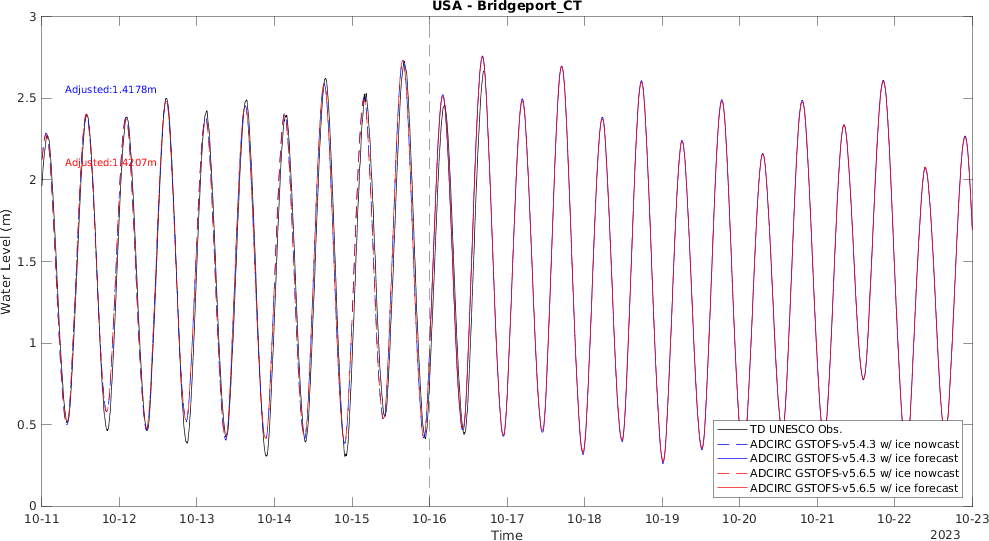 USA - Bridgeport_CT
3
2.5
2
1.5
1
0.5
0
Water Level (m)
Adjusted:1.4178m
Adjusted:1.4207m
TD UNESCO Obs.
ADCIRC GSTOFS-v5.4.3 w/ ice nowcast
ADCIRC GSTOFS-v5.4.3 w/ ice forecast
ADCIRC GSTOFS-v5.6.5 w/ ice nowcast
ADCIRC GSTOFS-v5.6.5 w/ ice forecast
10-11 10-12 10-13 10-14 10-15 10-16 10-17 10-18 10-19 10-20 10-21 10-22 10-23
Time
2023